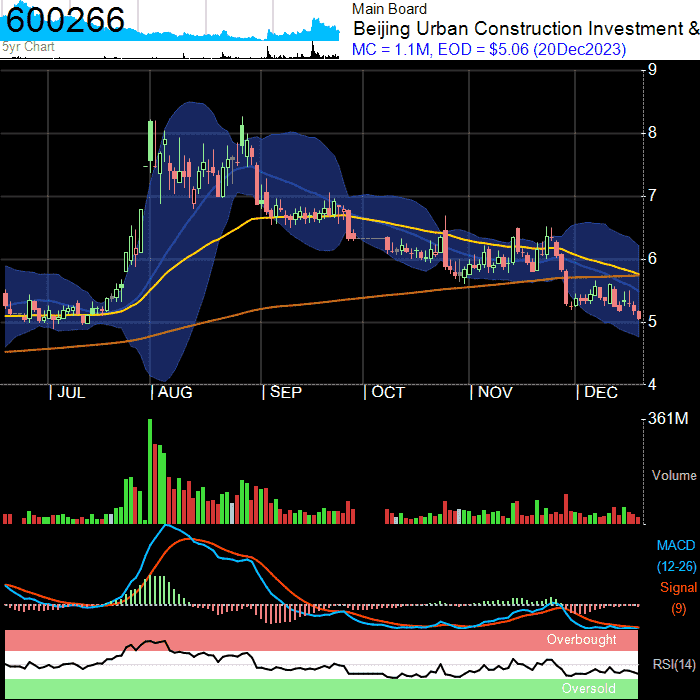 600266
5yr Chart
Main Board
Beijing Urban Construction Investment &
MC = 1.1M, EOD = $5.06 (20Dec2023)
9
8
7
6
5
4
JUL
AUG
SEP
OCT
NOV
DEC
361M
Volume
MACD
(12-26)
Signal
(9)
Overbought
RSI(14)
Oversold